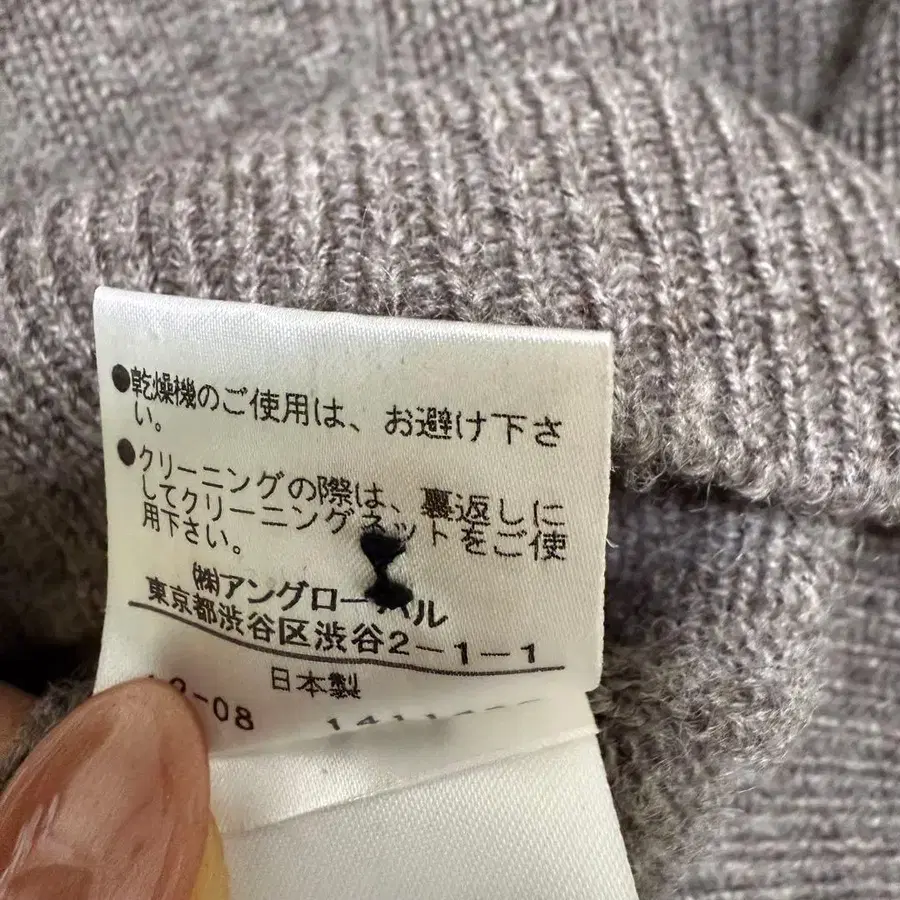 ●乾燥機のご使用は、お避け下さ
い。
●クリーニングの際は、裏返しに
してクリーニングネットをご使
用下さい。
㈱アングローバル
東京都渋谷区渋谷2-1-1
日本製
-08